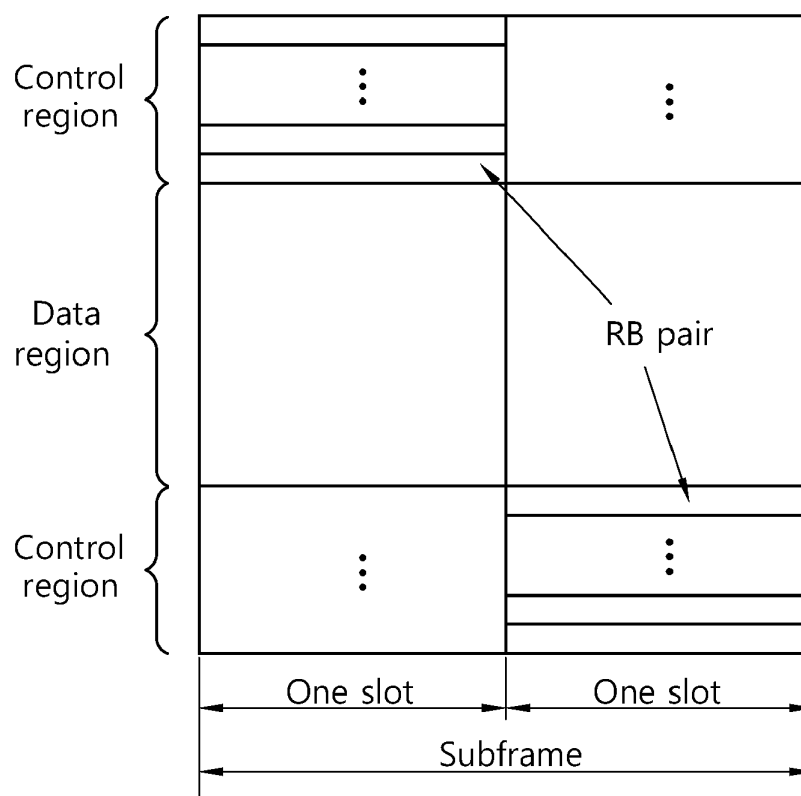 Control
region
Data
region
RB pair
Control
region
One slot
One slot
Subframe